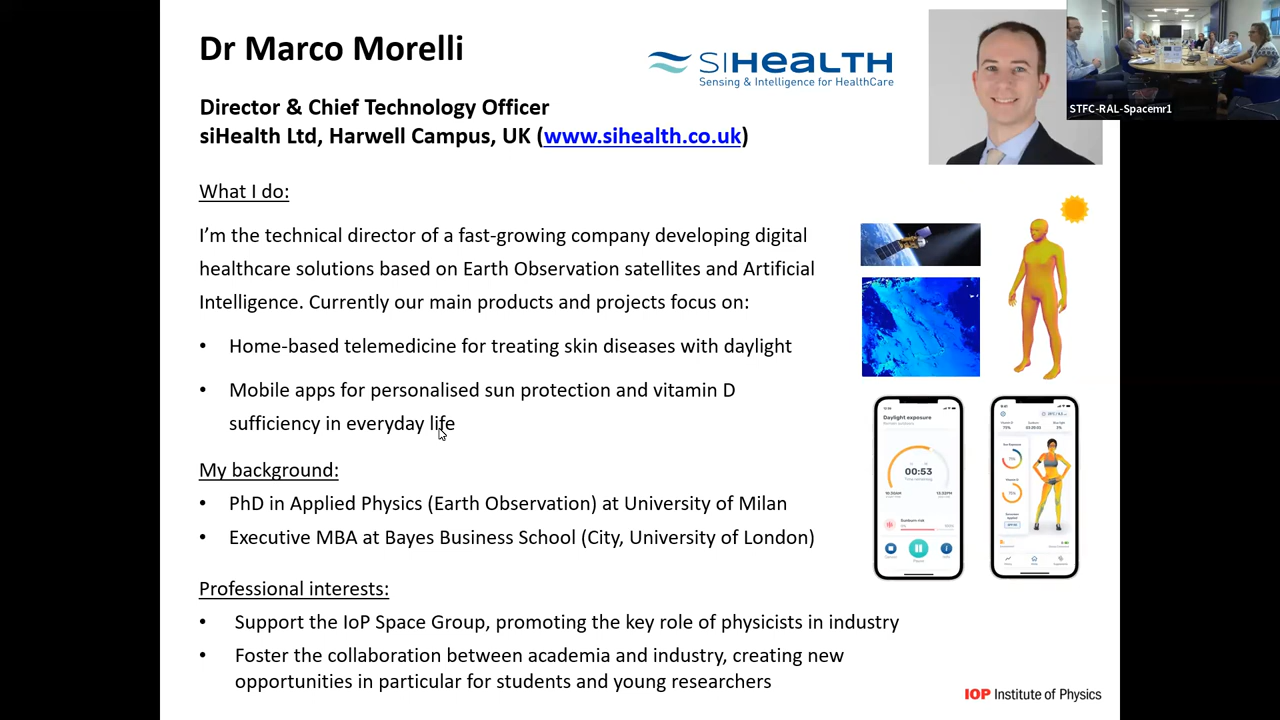 Dr Marco Morelli
SIHEALTH
Sensing & Intelligence for HealthCare
STFC-RAL-Spacemr1
Director & Chief Technology Officer
siHealth Ltd, Harwell Campus, UK (www.sihealth.co.uk)
What I do:
I'm the technical director of a fast-growing company developing digital
healthcare solutions based on Earth Observation satellites and Artificial
Intelligence. Currently our main products and projects focus on:
• Home-based telemedicine for treating skin diseases with daylight
• Mobile apps for personalised sun protection and vitamin D
sufficiency in everyday life
My background:
• PhD in Applied Physics (Earth Observation) at University of Milan
• Executive MBA at Bayes Business School (City, University of London)
Professional interests:
• Support the IoP Space Group, promoting the key role of physicists in industry
• Foster the collaboration between academia and industry, creating new
opportunities in particular for students and young researchers
Daylight exposure
00:53
Time remaining
Sunburn risk
IOP Institute of Physics